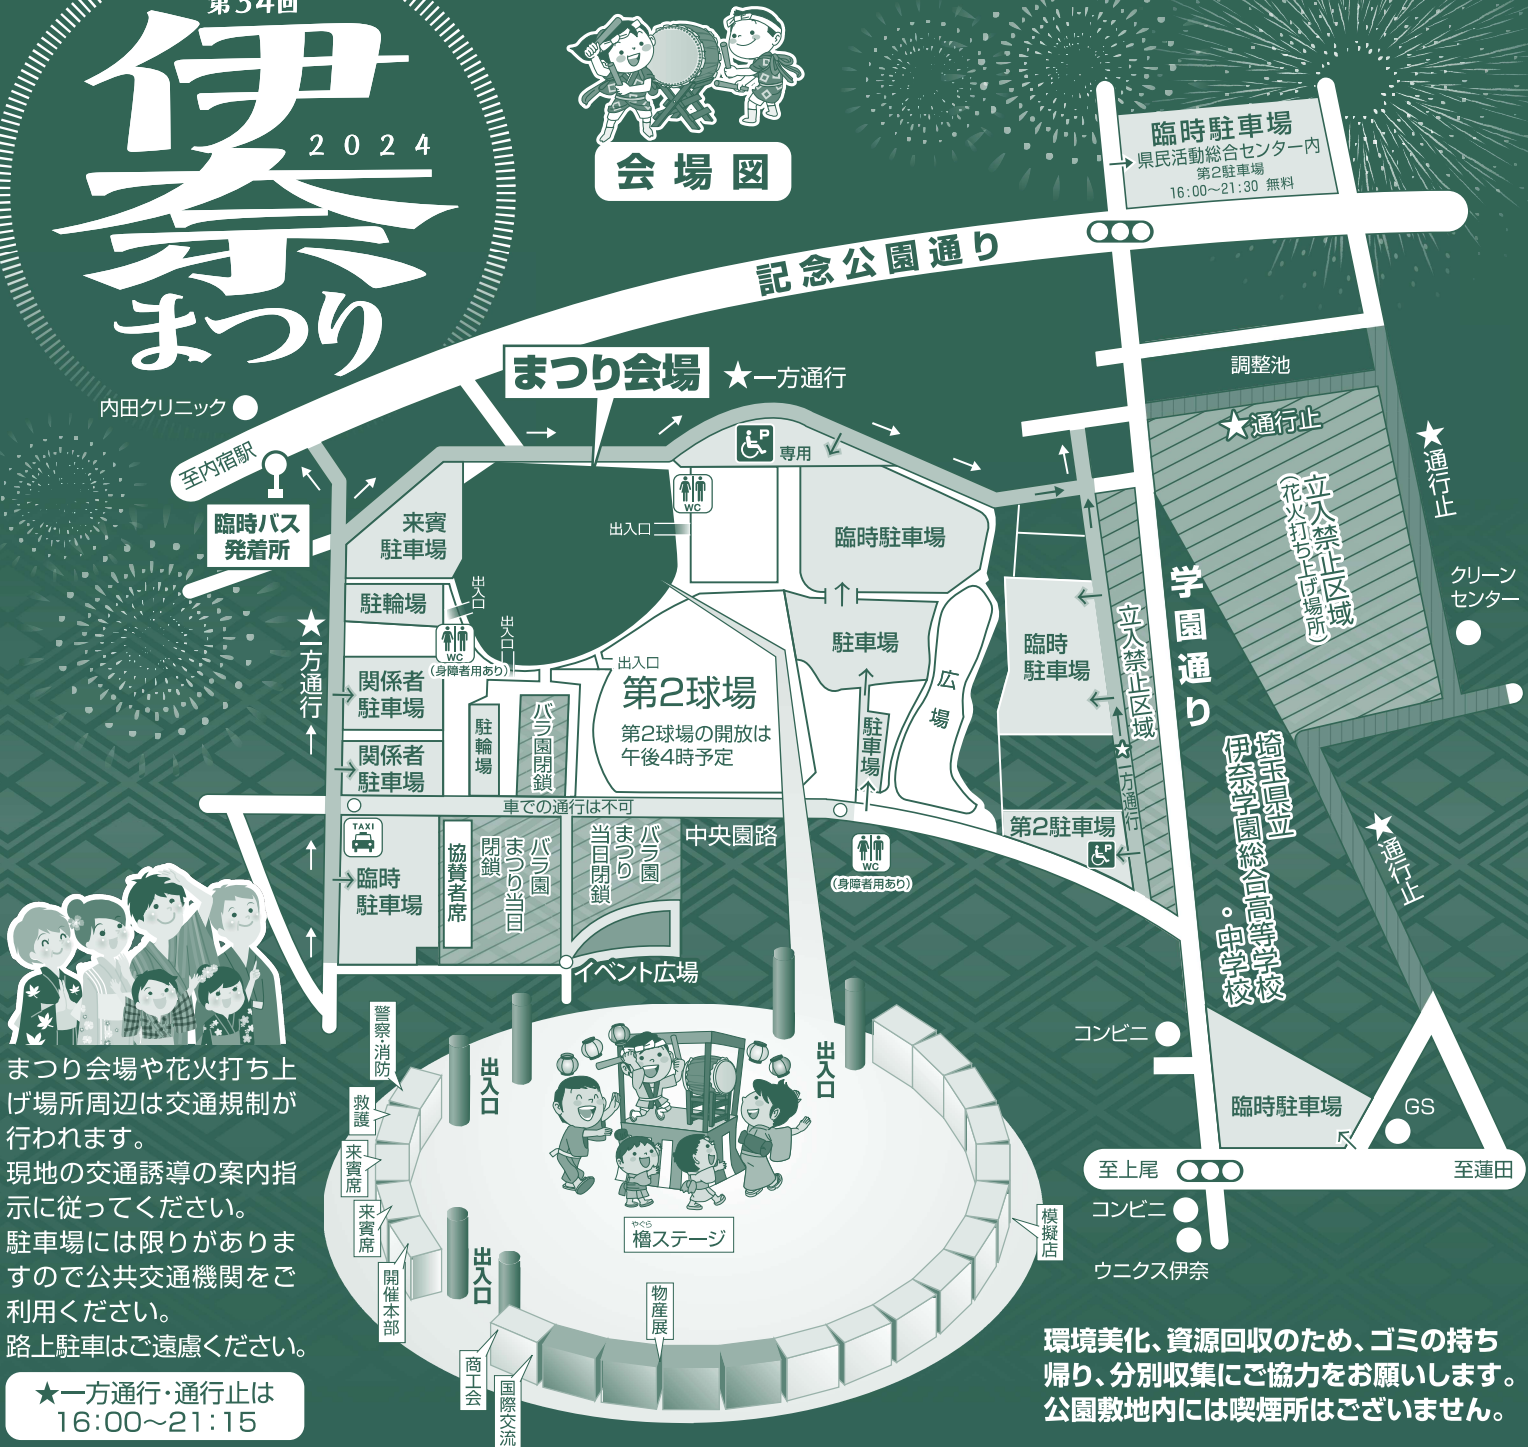 第34回
伊奈
2024
まつり
会場図
臨時駐車場
県民活動総合センター内
第2駐車場
16:00〜21:30 無料
記念公園通り
まつり会場
★一方通行
内田クリニック
至内宿駅
臨時バス
発着所
調整池
★通行止
★通行止
立入禁止区域
(花火打ち上げ場所)
クリーン
センター
P
専用
来賓
駐車場
WC
出入口
臨時駐車場
駐輪場
出入口
出入口
WC
(身障者用あり)
★一方通行
関係者
駐車場
関係者
駐車場
駐輪場
バラ園閉鎖
出入口
第2球場
第2球場の開放は
午後4時予定
駐車場
駐車場
広場
臨時
駐車場
立入禁止区域
★一方通行
学園通り
埼玉県立
伊奈学園総合高等学校
・中学校
★通行止
車での通行は不可
TAXI
臨時
駐車場
協賛者席
バラ園
まつり当日
閉鎖
バラ園
まつり
当日閉鎖
中央園路
WC
(身障者用あり)
第2駐車場
P
イベント広場
警察・消防
救護
来賓席
来賓席
開催本部
商工会
国際交流
物産展
模擬店
出入口
出入口
出入口
やぐら
櫓ステージ
コンビニ
臨時駐車場
GS
至上尾
至蓮田
コンビニ
ウニクス伊奈
まつり会場や花火打ち上
げ場所周辺は交通規制が
行われます。
現地の交通誘導の案内指
示に従ってください。
駐車場には限りがありま
すので公共交通機関をご
利用ください。
路上駐車はご遠慮ください。
★一方通行・通行止は
16:00〜21:15
環境美化、資源回収のため、ゴミの持ち
帰り、分別収集にご協力をお願いします。
公園敷地内には喫煙所はございません。